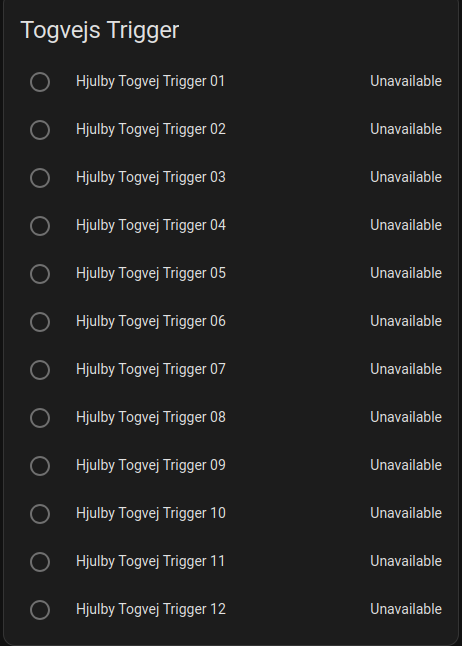 Togvejs Trigger
Hjulby Togvej Trigger 01 Unavailable
Hjulby Togvej Trigger 02 Unavailable
Hjulby Togvej Trigger 03 Unavailable
Hjulby Togvej Trigger 04 Unavailable
Hjulby Togvej Trigger 05 Unavailable
Hjulby Togvej Trigger 06 Unavailable
Hjulby Togvej Trigger 07 Unavailable
Hjulby Togvej Trigger 08 Unavailable
Hjulby Togvej Trigger 09 Unavailable
Hjulby Togvej Trigger 10 Unavailable
Hjulby Togvej Trigger 11 Unavailable
Hjulby Togvej Trigger 12 Unavailable